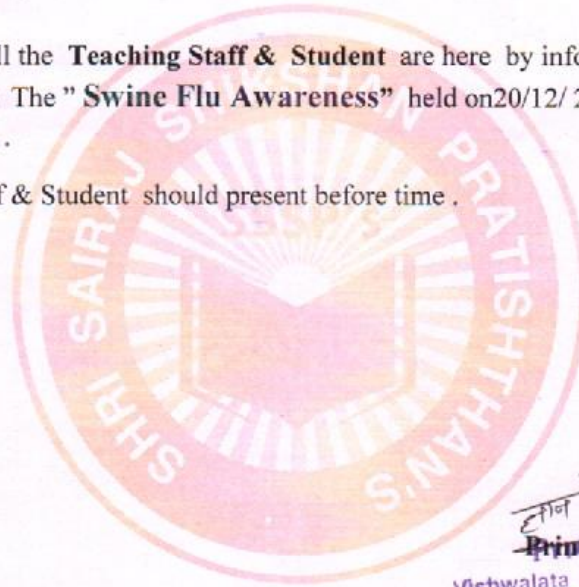 ll the Teaching Staff & Student are here by info
The " Swine Flu Awareness" held on20/12/ 2
.
f & Student should present before time .
SHRI SAIRAJ SHIKSHAN PRATISHTHAN'S
Prin
Vishwalata